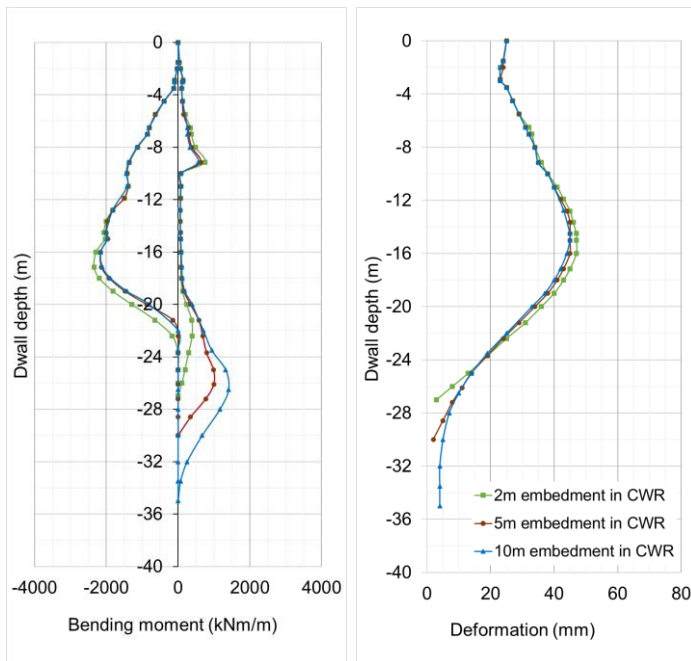 0
-4
-8
-12
-16
-20
-24
-28
-32
-36
-40
-4000 -2000 0 2000 4000
Dwall depth (m)
Bending moment (kNm/m)
0
-4
-8
-12
-16
-20
-24
-28
-32
-36
-40
0 20 40 60 80
Dwall depth (m)
Deformation (mm)
2m embedment in CWR
5m embedment in CWR
10m embedment in CWR